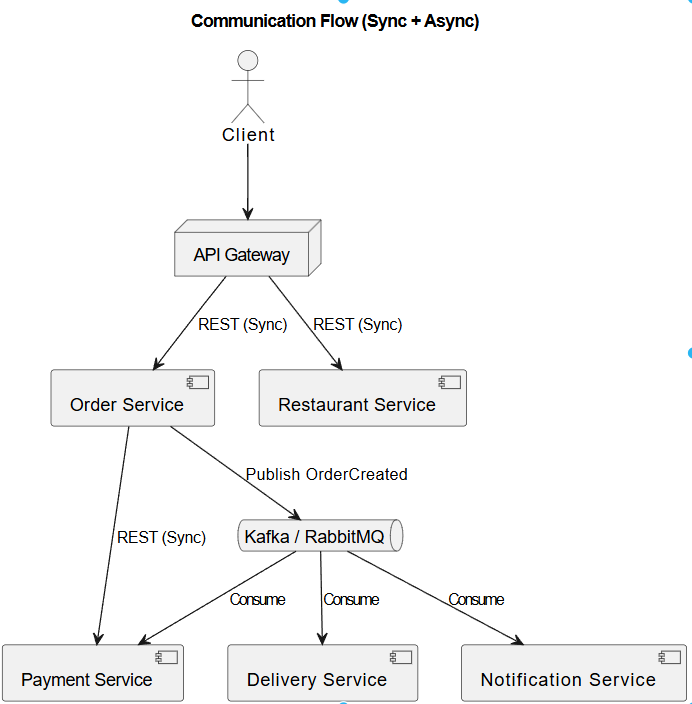 Communication Flow (Sync + Async)
Client
API Gateway
REST (Sync)
REST (Sync)
Order Service
Restaurant Service
Publish OrderCreated
REST (Sync)
Kafka / RabbitMQ
Consume
Consume
Consume
Payment Service
Delivery Service
Notification Service